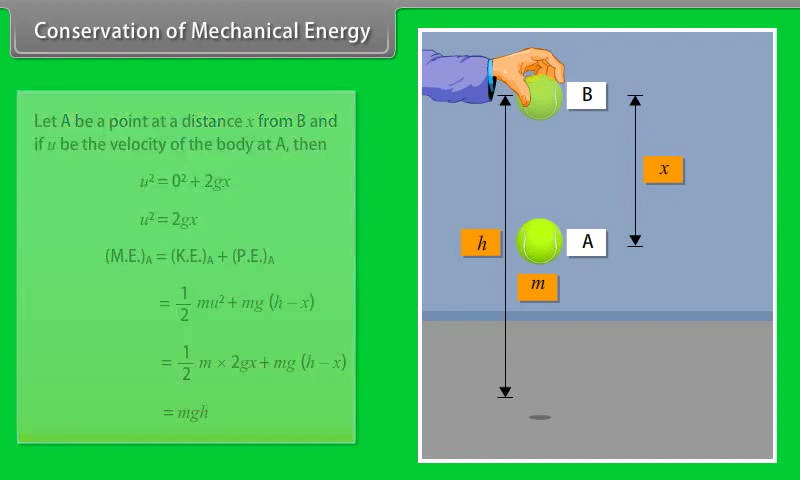 Conservation of Mechanical Energy
Let A be a point at a distance x from B and
if u be the velocity of the body at A, then
u² = 0² + 2gx
u² = 2gx
(M.E.)A = (K.E.)A + (P.E.)A
= 1/2 mu² + mg (h – x)
= 1/2 m × 2gx + mg (h – x)
= mgh
B
x
h
A
m